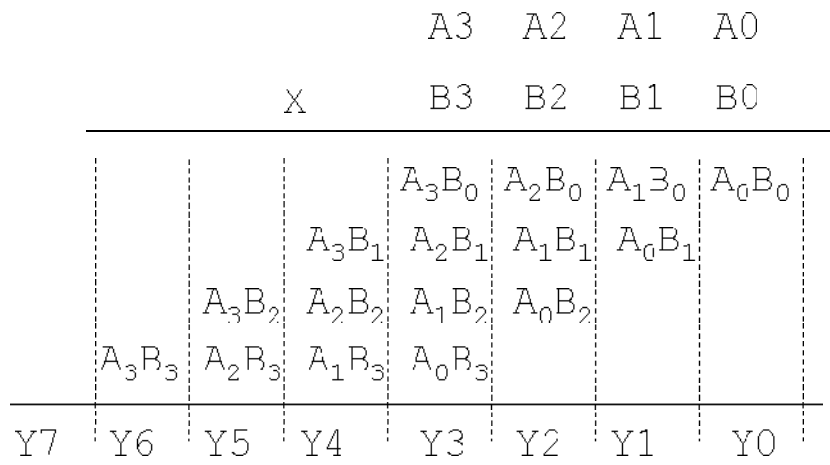 A3 A2 A1 A0
X B3 B2 B1 B0
A₃B₀ A₂B₀ A₁B₀ A₀B₀
A₃B₁ A₂B₁ A₁B₁ A₀B₁
A₃B₂ A₂B₂ A₁B₂ A₀B₂
A₃B₃ A₂B₃ A₁B₃ A₀B₃
Y7 Y6 Y5 Y4 Y3 Y2 Y1 Y0